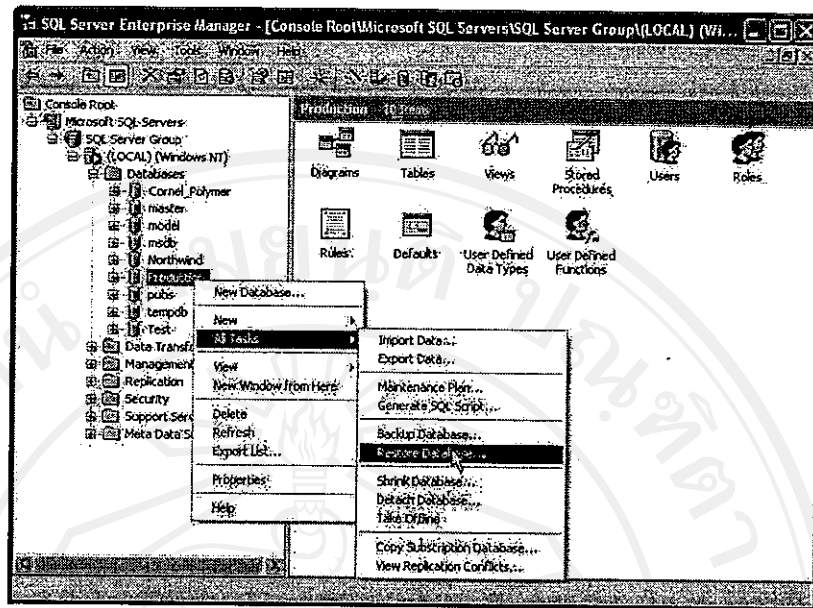 SQL Server Enterprise Manager - [Console Root\Microsoft SQL Servers\SQL Server Group\(LOCAL) (Wi...
File Action View Tools Window Help
Console Root
Microsoft SQL Servers
SQL Server Group
(LOCAL) (Windows NT)
Databases
Cornel_Polymer
master
model
msdb
Northwind
Production
pubs
tempdb
Test
Data Transf
Management
Replication
Security
Support Serv
Meta Data S
Production 10 Items
Diagrams Tables Views Stored Procedures Users Roles
Rules Defaults User Defined Data Types User Defined Functions
New Database...
New
All Tasks
View
New Window from Here
Delete
Refresh
Export List...
Properties
Help
Import Data...
Export Data...
Maintenance Plan...
Generate SQL Script...
Backup Database...
Restore Database...
Shrink Database...
Detach Database...
Take Offline
Copy Subscription Database...
View Replication Conflicts...